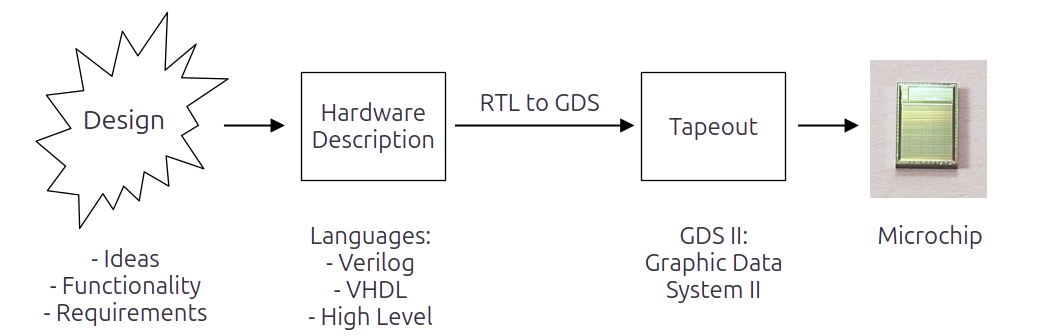 Design
- Ideas
- Functionality
- Requirements
Hardware
Description
Languages:
- Verilog
- VHDL
- High Level
RTL to GDS
Tapeout
GDS II:
Graphic Data
System II
Microchip